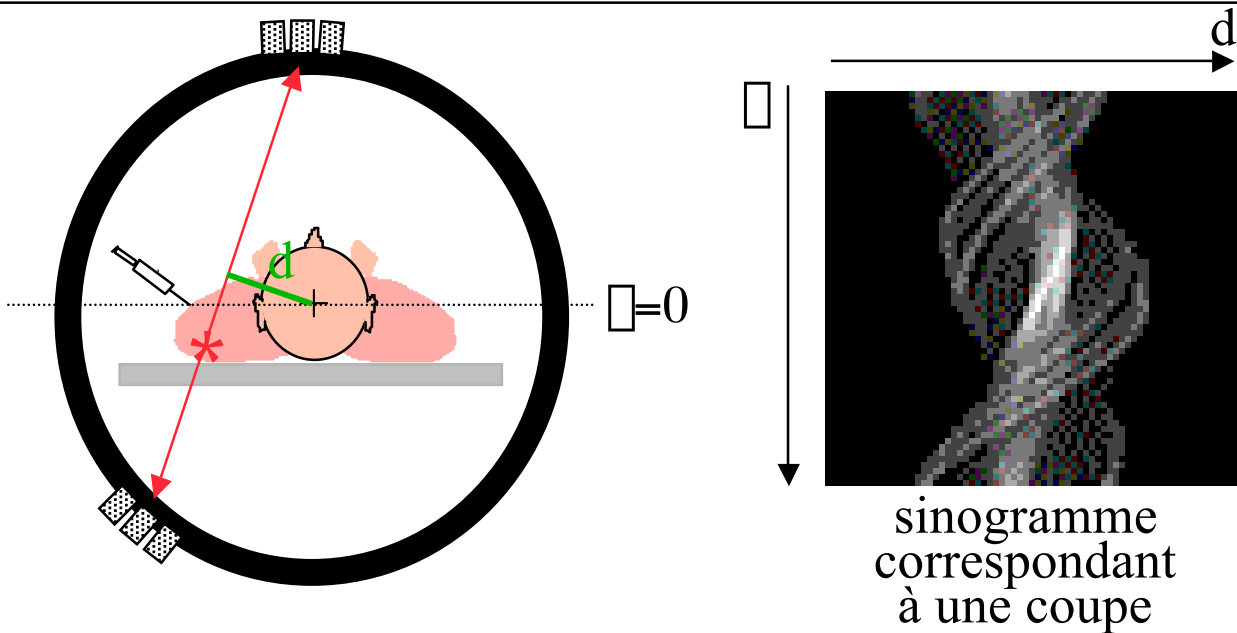 d
d
▯
▯=0
sinogramme
correspondant
à une coupe